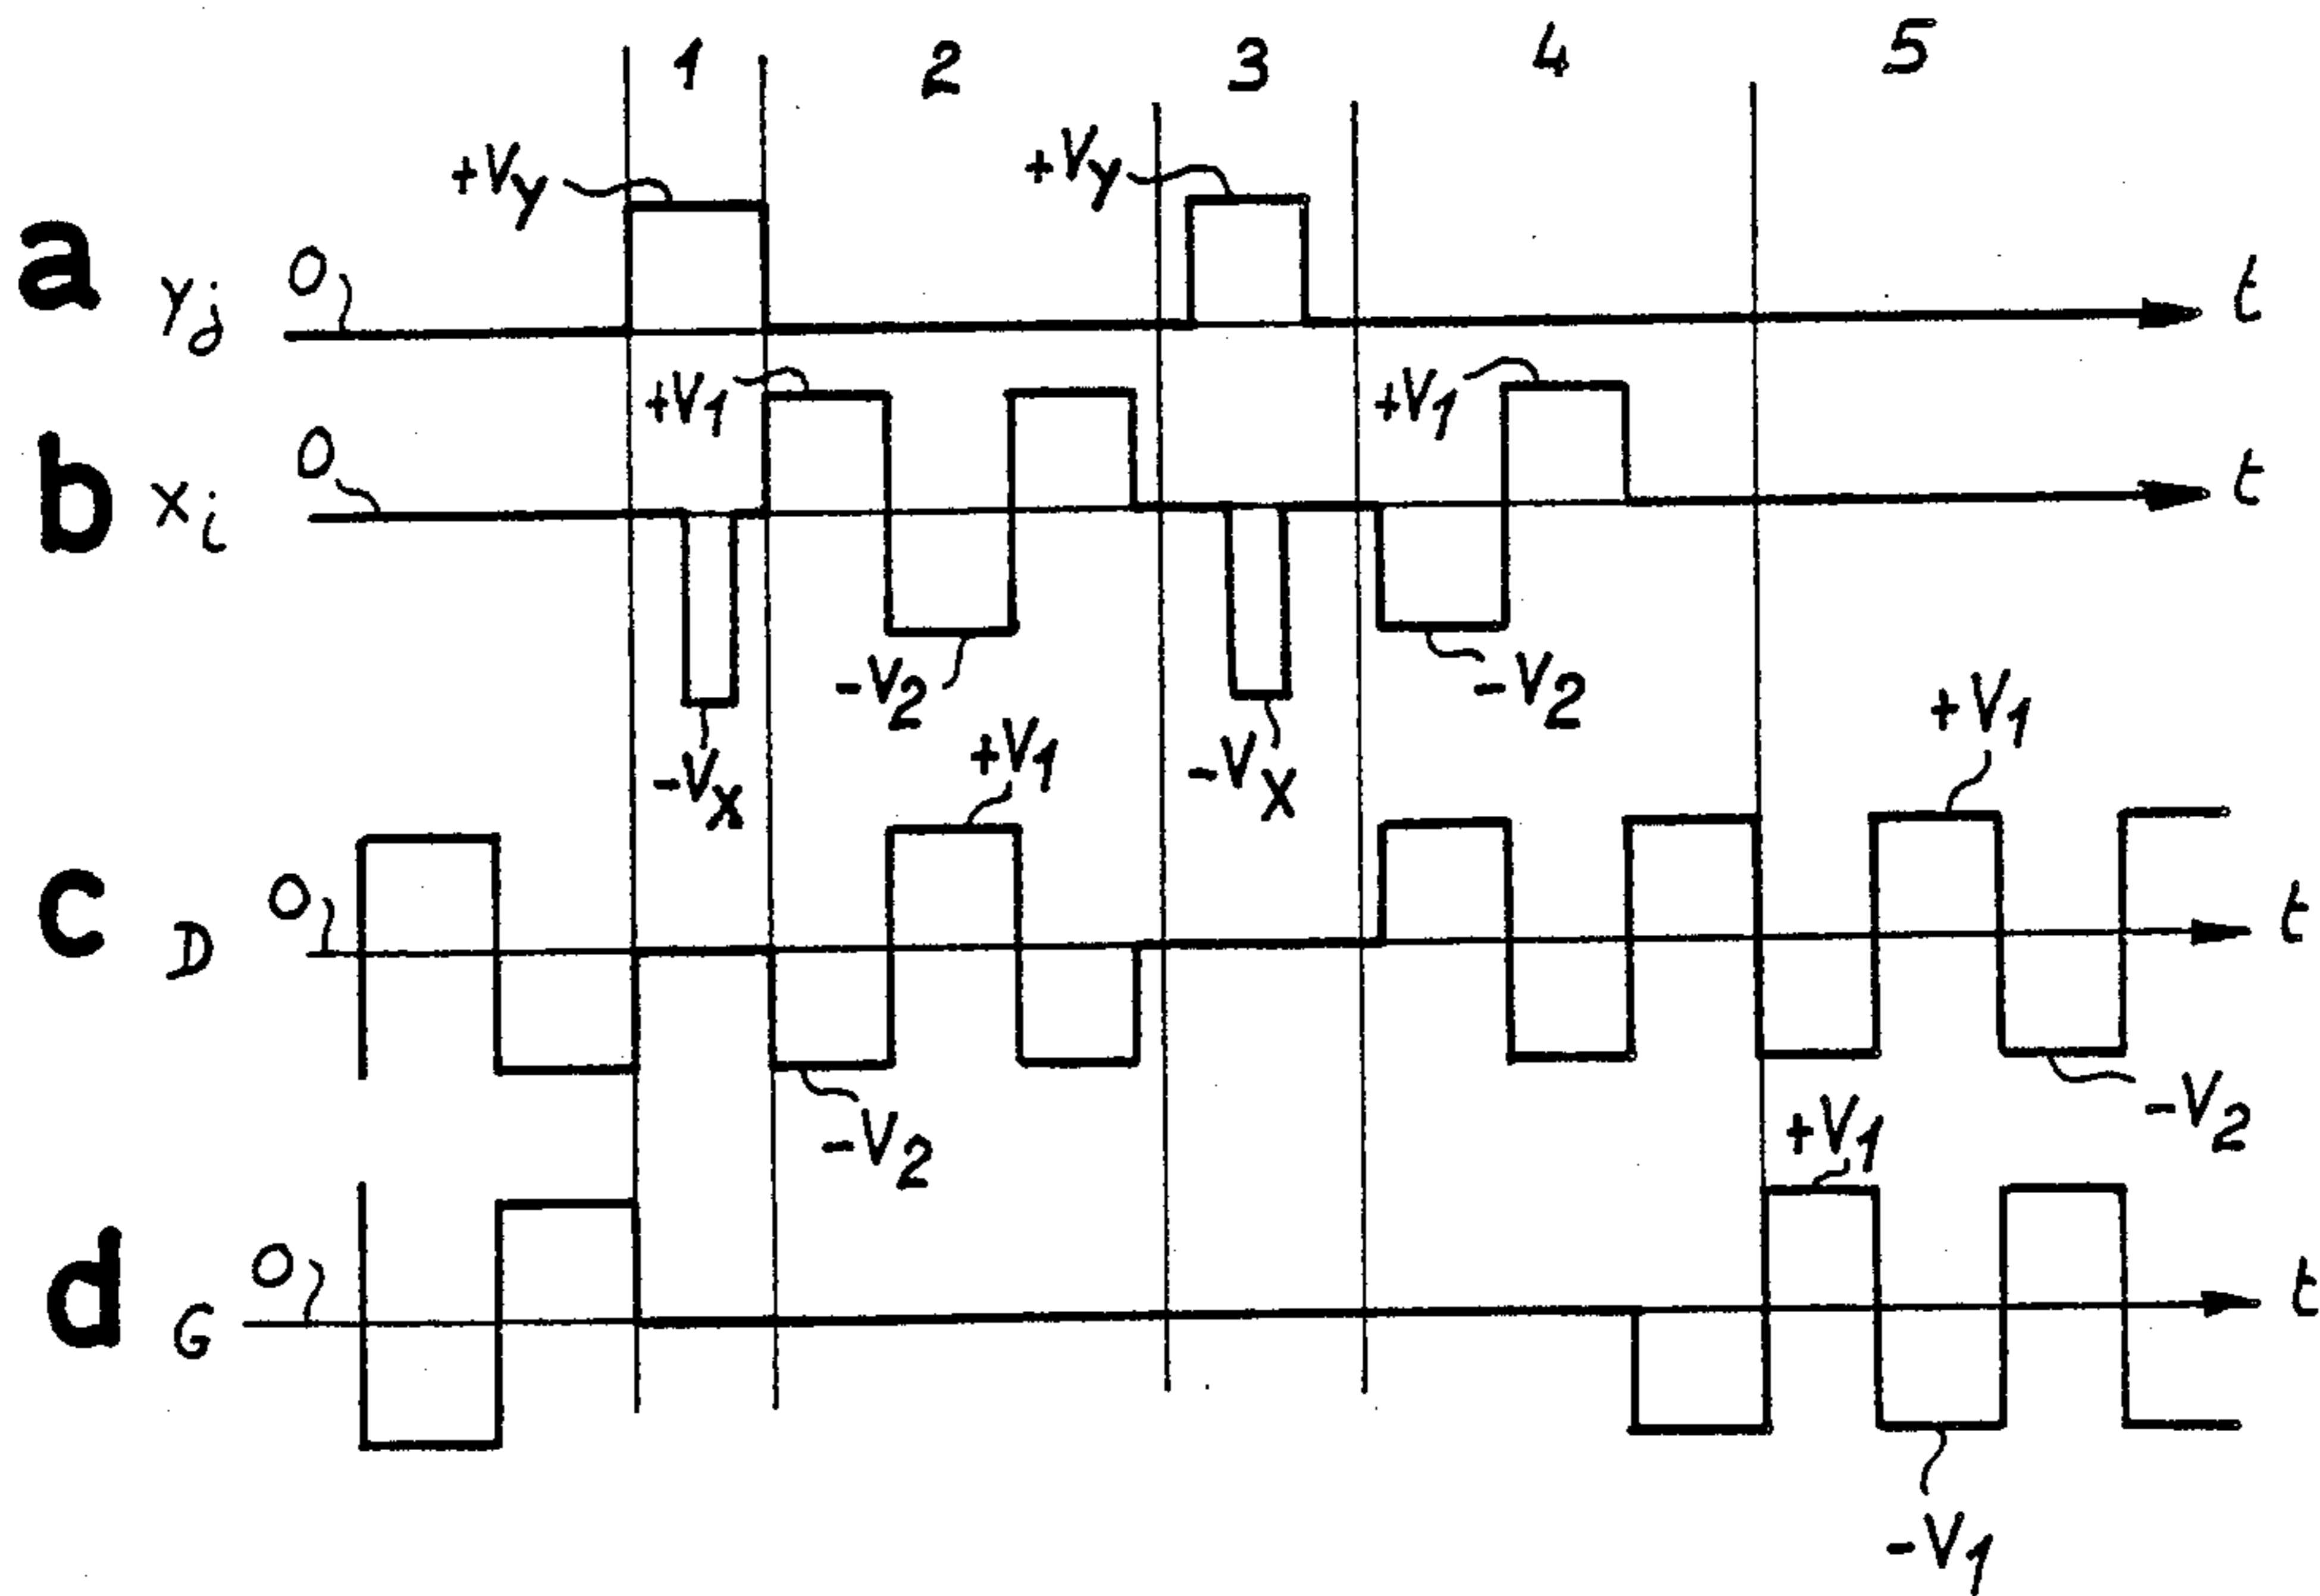 1 2 3 4 5
+Vy +Vy
a Yj 0 t
+V1 +V1
b Xi 0 t
-V2 -V2
-Vx -Vx
+V1 +V1
c D 0 t
-V2 -V2
+V1
d G 0 t
-V1